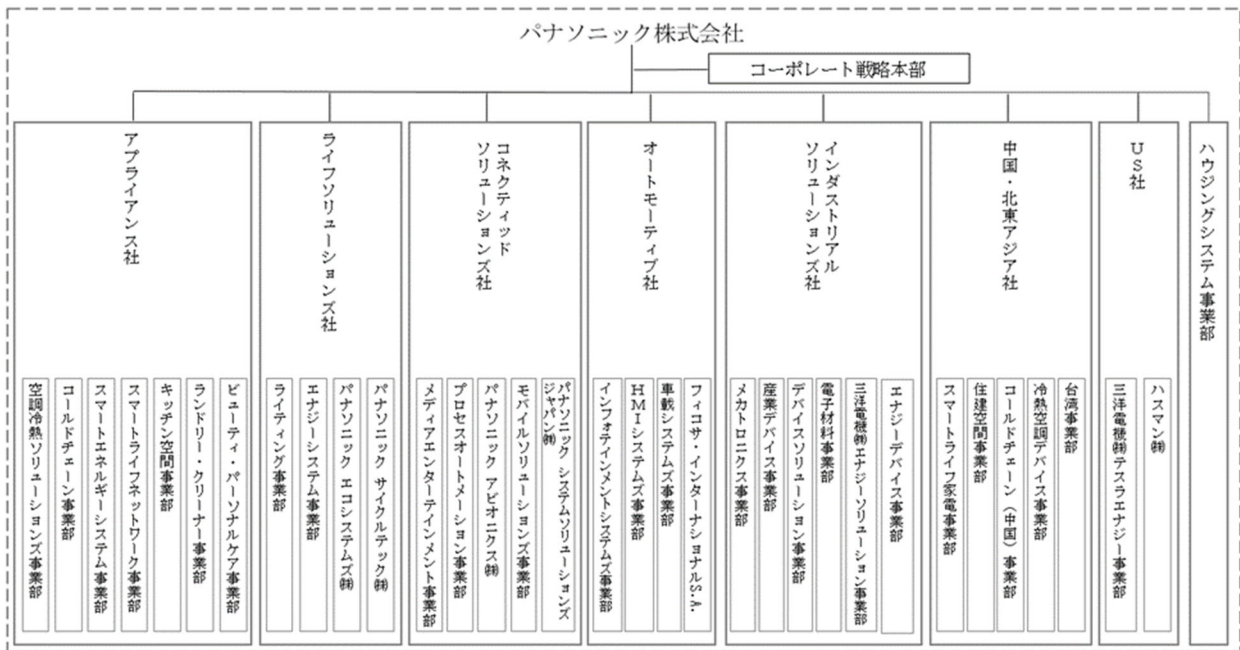 パナソニック株式会社
コーポレート戦略本部
アプライアンス社
空調冷熱ソリューションズ事業部
コールドチェーン事業部
スマートエネルギーシステム事業部
スマートライフネットワーク事業部
キッチン空間事業部
ランドリー・クリーナー事業部
ビューティ・パーソナルケア事業部
ライフソリューションズ社
ライティング事業部
エナジーシステム事業部
パナソニック エコシステムズ㈱
パナソニック サイクルテック㈱
コネクティッド
ソリューションズ社
メディアエンターテインメント事業部
プロセスオートメーション事業部
パナソニック アビオニクス㈱
モバイルソリューションズ事業部
パナソニック システムソリューションズ
ジャパン㈱
オートモーティブ社
インフォテインメントシステムズ事業部
HMIシステムズ事業部
車載システムズ事業部
フィコサ・インターナショナルS.A.
インダストリアル
ソリューションズ社
メカトロニクス事業部
産業デバイス事業部
デバイスソリューション事業部
電子材料事業部
三洋電機㈱エナジーソリューション事業部
エナジーデバイス事業部
中国・北東アジア社
スマートライフ家電事業部
住建空間事業部
コールドチェーン（中国）事業部
冷熱空調デバイス事業部
台湾事業部
US社
三洋電機㈱テスラエナジー事業部
ハスマン㈱
ハウジングシステム事業部